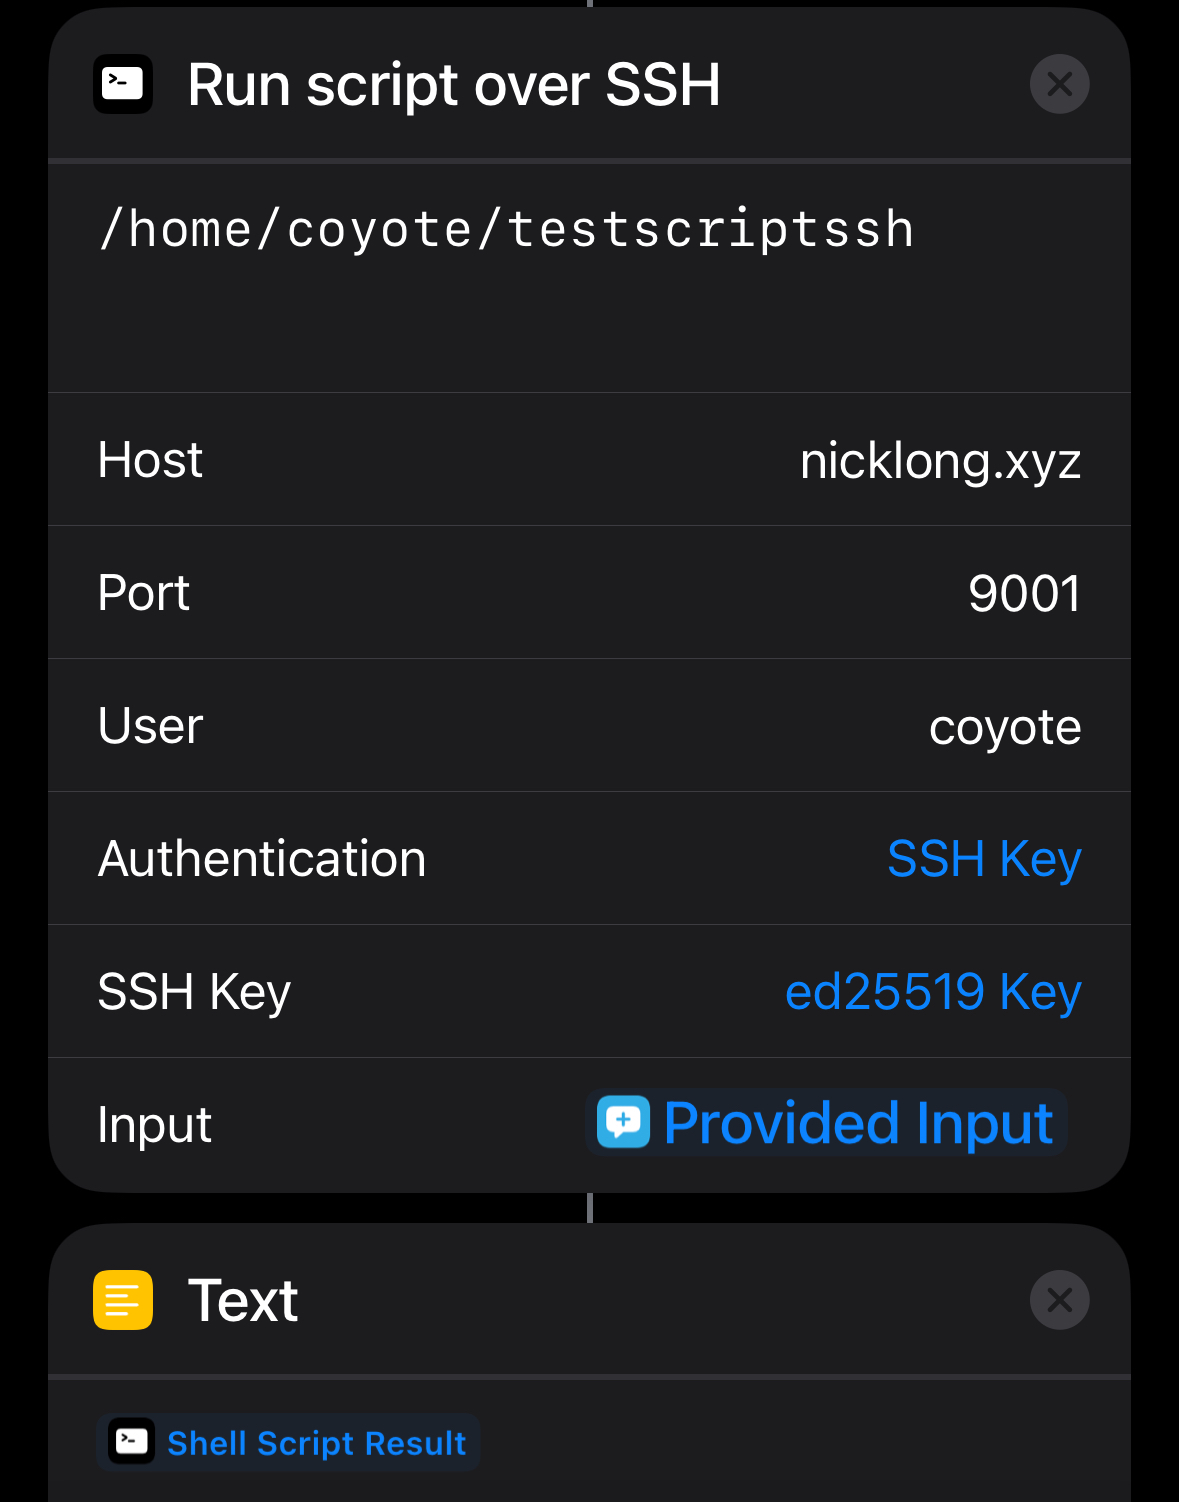 Run script over SSH
/home/coyote/testscriptssh
Host nicklong.xyz
Port 9001
User coyote
Authentication SSH Key
SSH Key ed25519 Key
Input Provided Input
Text
Shell Script Result